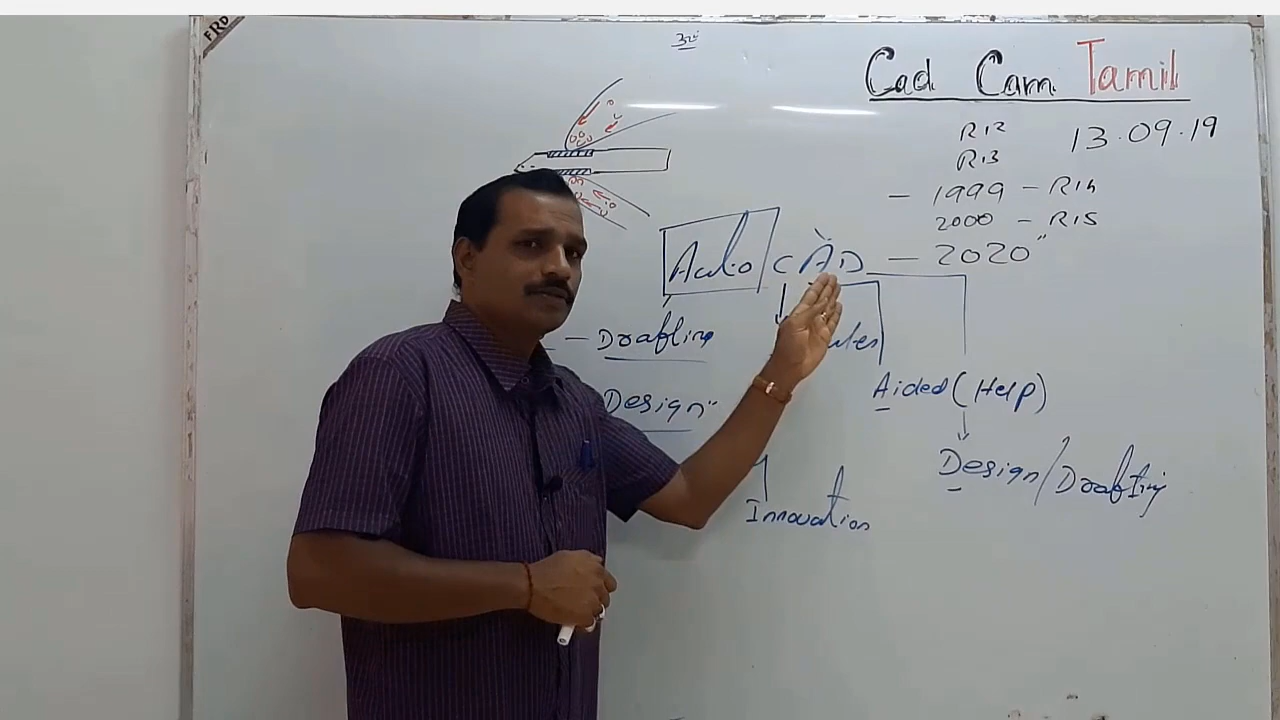 FRD
Cad Cam Tamil
R12
13.09.19
R13
- 1999 - R14
2000 - R15
Auto CAD - 2020"
- Drafting
Aided (Help)
Design"
Design/Drafting
Innovation